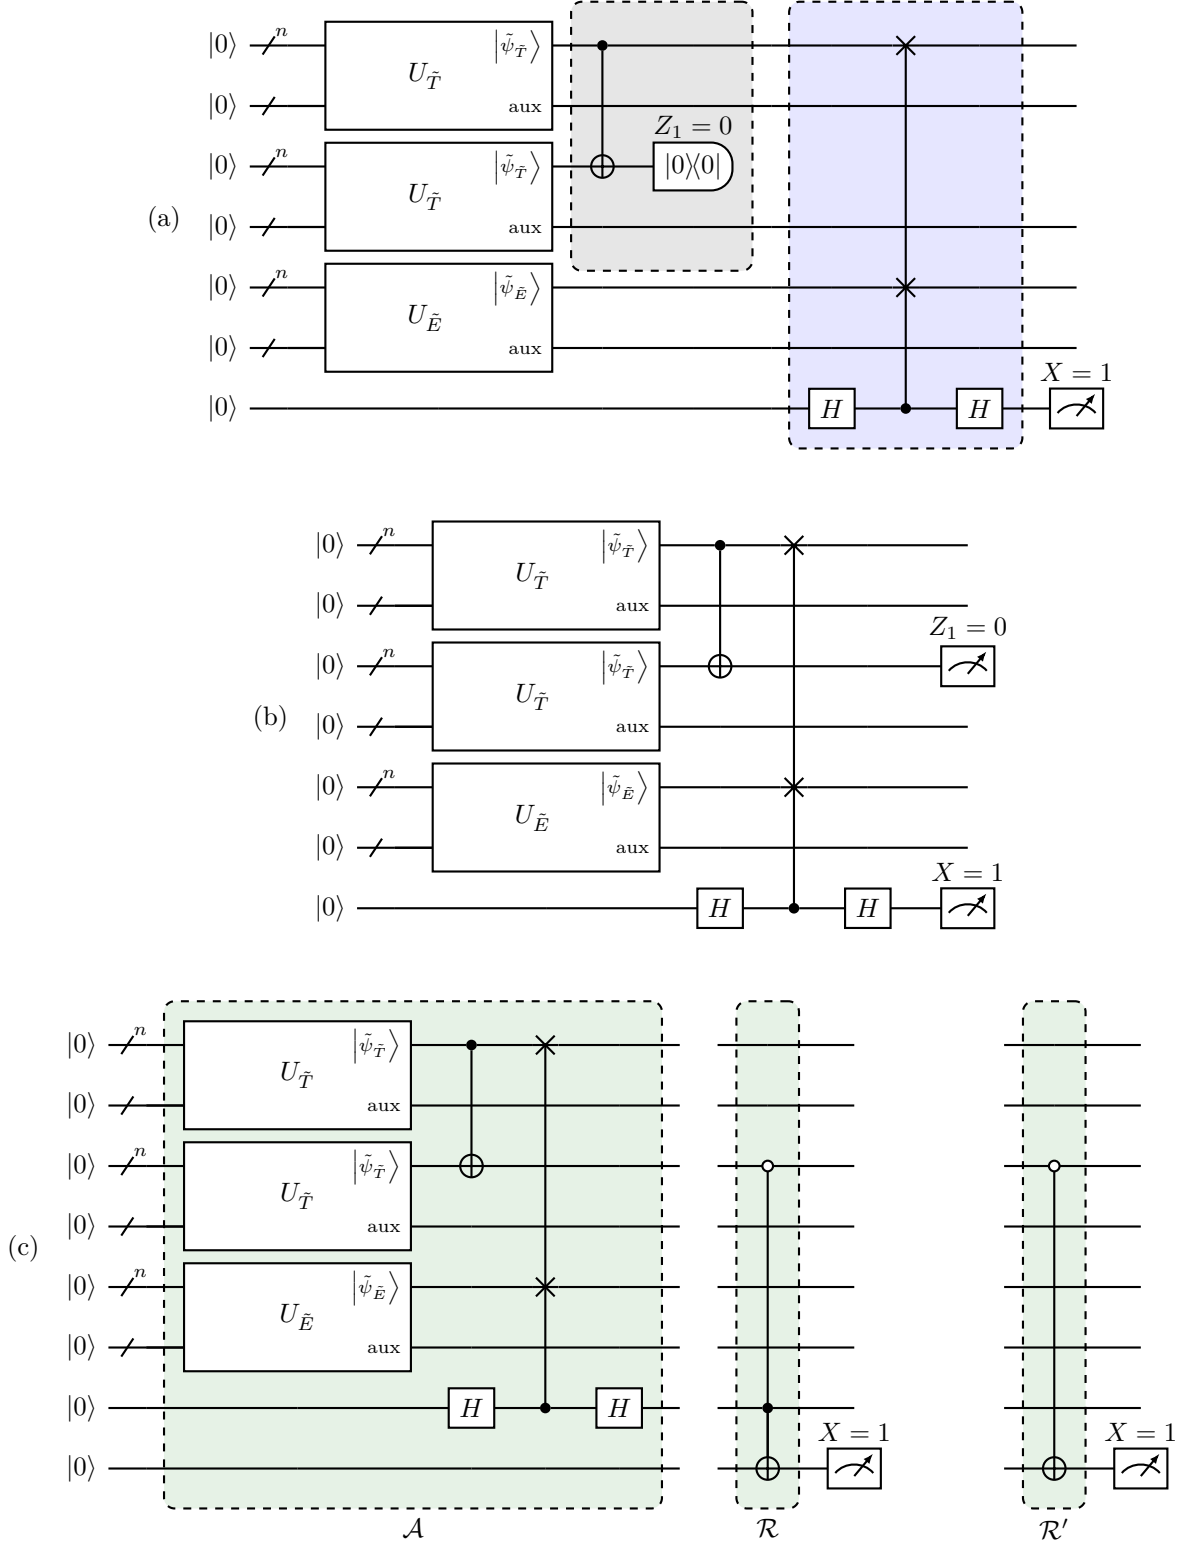 |0⟩ n U_T̃ |ψ̃_T̃⟩
|0⟩ aux
Z₁ = 0
|0⟩ n U_T̃ |ψ̃_T̃⟩ |0⟩⟨0|
(a)
|0⟩ aux
|0⟩ n U_Ẽ |ψ̃_Ẽ⟩
|0⟩ aux
X = 1
|0⟩ H H
|0⟩ n U_T̃ |ψ̃_T̃⟩
|0⟩ aux
Z₁ = 0
|0⟩ n U_T̃ |ψ̃_T̃⟩
(b)
|0⟩ aux
|0⟩ n U_Ẽ |ψ̃_Ẽ⟩
|0⟩ aux
X = 1
|0⟩ H H
|0⟩ n U_T̃ |ψ̃_T̃⟩
|0⟩ aux
|0⟩ n U_T̃ |ψ̃_T̃⟩
|0⟩ aux
(c)
|0⟩ n U_Ẽ |ψ̃_Ẽ⟩
|0⟩ aux
|0⟩ H H
X = 1 X = 1
|0⟩
𝒜 ℛ ℛ′